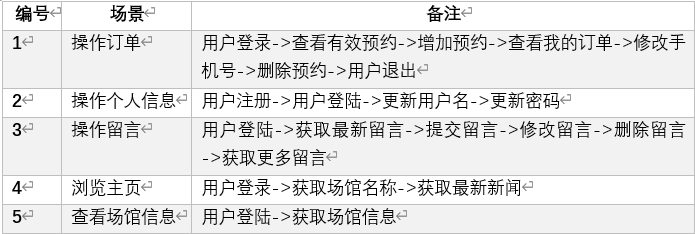 编号 场景 备注
1 操作订单 用户登录->查看有效预约->增加预约->查看我的订单->修改手
机号->删除预约->用户退出
2 操作个人信息 用户注册->用户登陆->更新用户名->更新密码
3 操作留言 用户登陆->获取最新留言->提交留言->修改留言->删除留言
->获取更多留言
4 浏览主页 用户登录->获取场馆名称->获取最新新闻
5 查看场馆信息 用户登陆->获取场馆信息